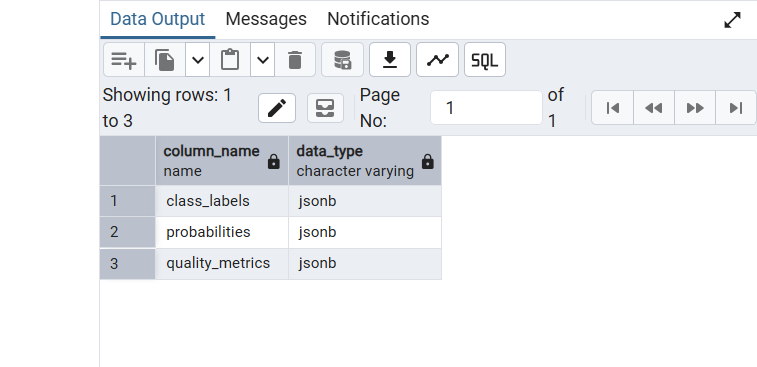 Data Output Messages Notifications
SQL
Showing rows: 1 to 3 Page No: 1 of 1
column_name data_type
name character varying
1 class_labels jsonb
2 probabilities jsonb
3 quality_metrics jsonb